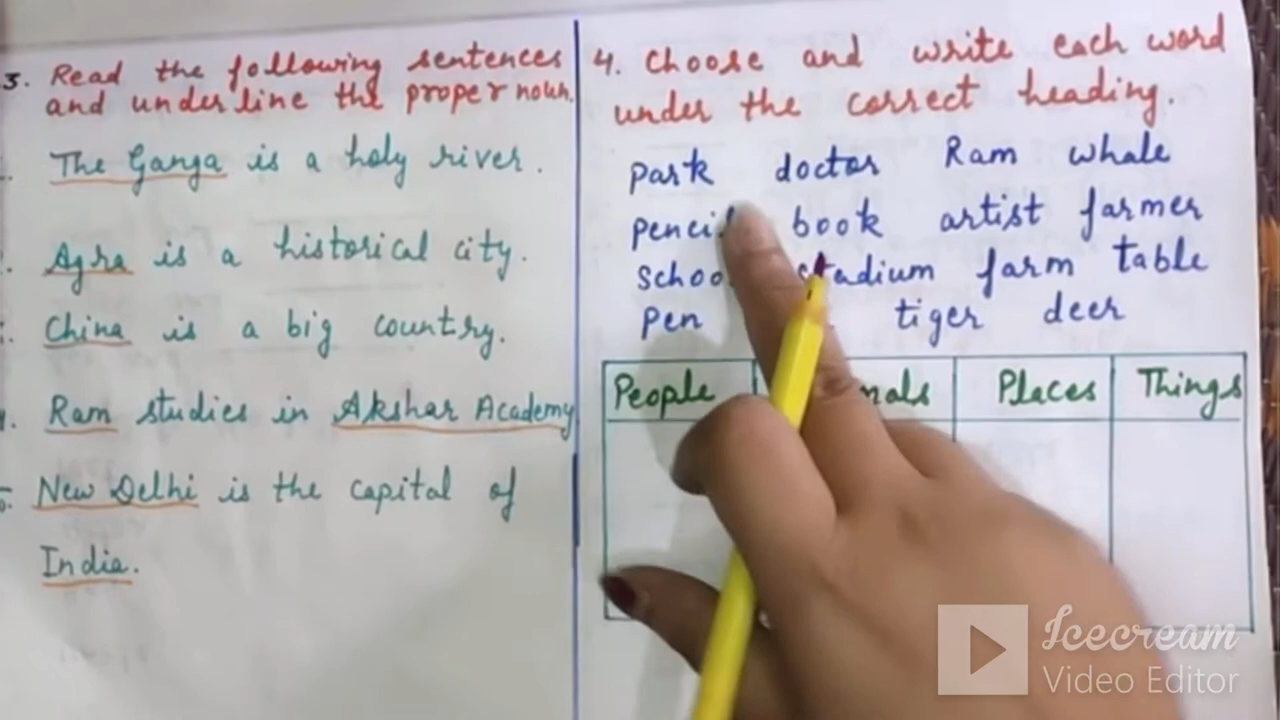 3. Read the following sentences
and underline the proper noun.
The Ganga is a holy river.
Agra is a historical city.
China is a big country.
Ram studies in Akshar Academy
New Delhi is the capital of
India.
4. Choose and write each word
under the correct heading.
Park doctor Ram whale
pencil book artist farmer
school stadium farm table
Pen tiger deer
People Places Things
Icecream
Video Editor